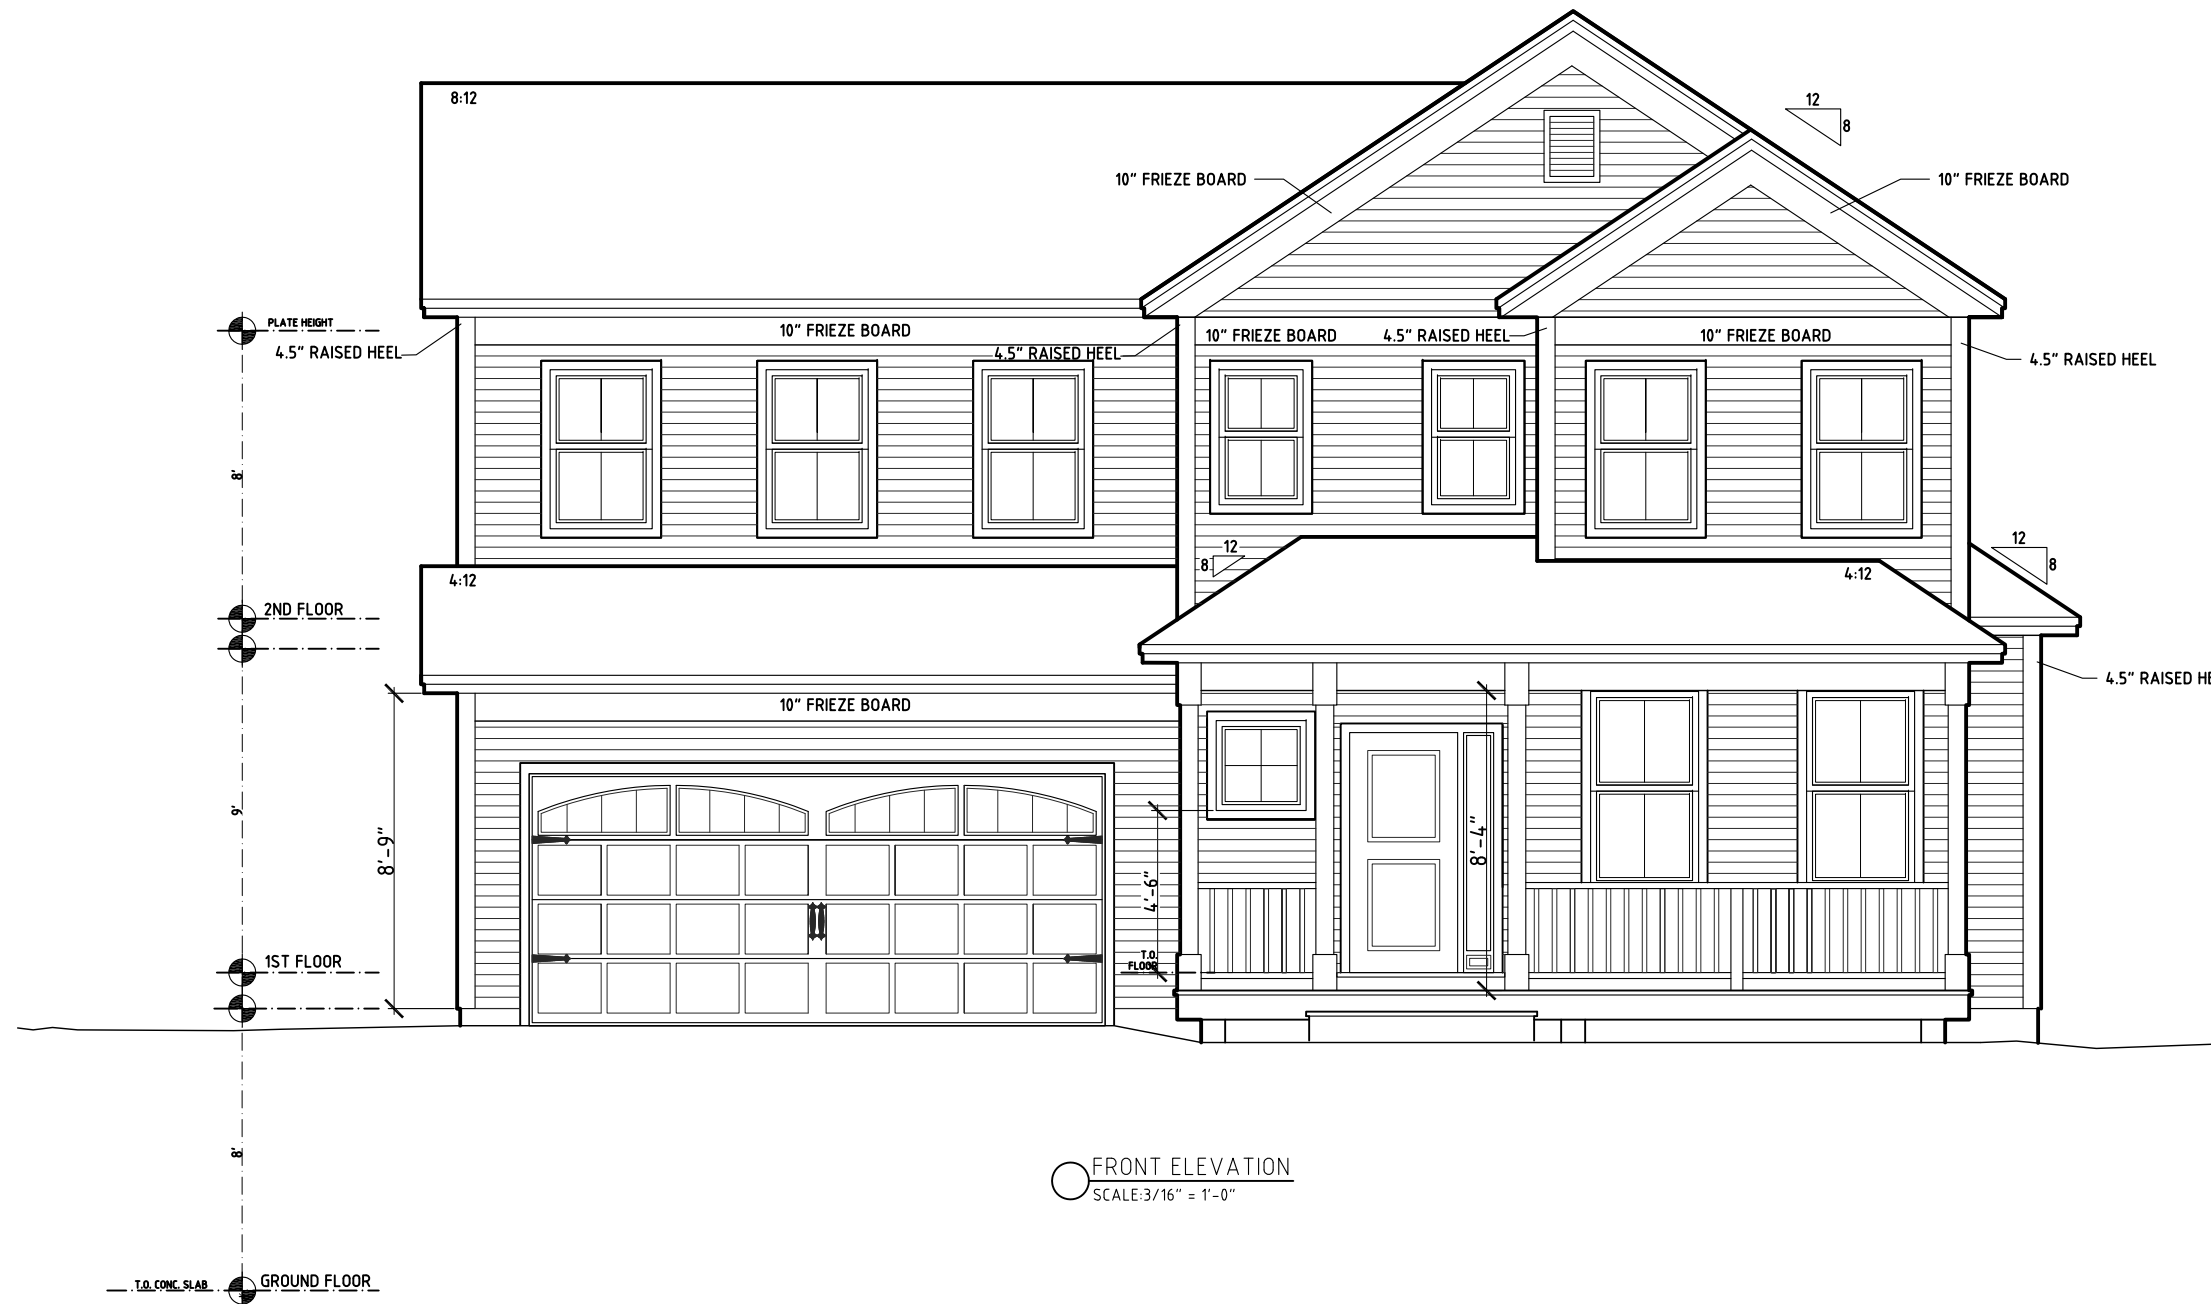 8:12
12
8
10" FRIEZE BOARD
10" FRIEZE BOARD
PLATE HEIGHT
4.5" RAISED HEEL
10" FRIEZE BOARD
4.5" RAISED HEEL
10" FRIEZE BOARD
4.5" RAISED HEEL
10" FRIEZE BOARD
4.5" RAISED HEEL
8'
12
8
12
8
4:12
4:12
2ND FLOOR
4.5" RAISED HE
10" FRIEZE BOARD
9'
8'-9"
8'-4"
4'-6"
T.O.
FLOOR
1ST FLOOR
8'
FRONT ELEVATION
SCALE:3/16" = 1'-0"
T.O. CONC. SLAB
GROUND FLOOR